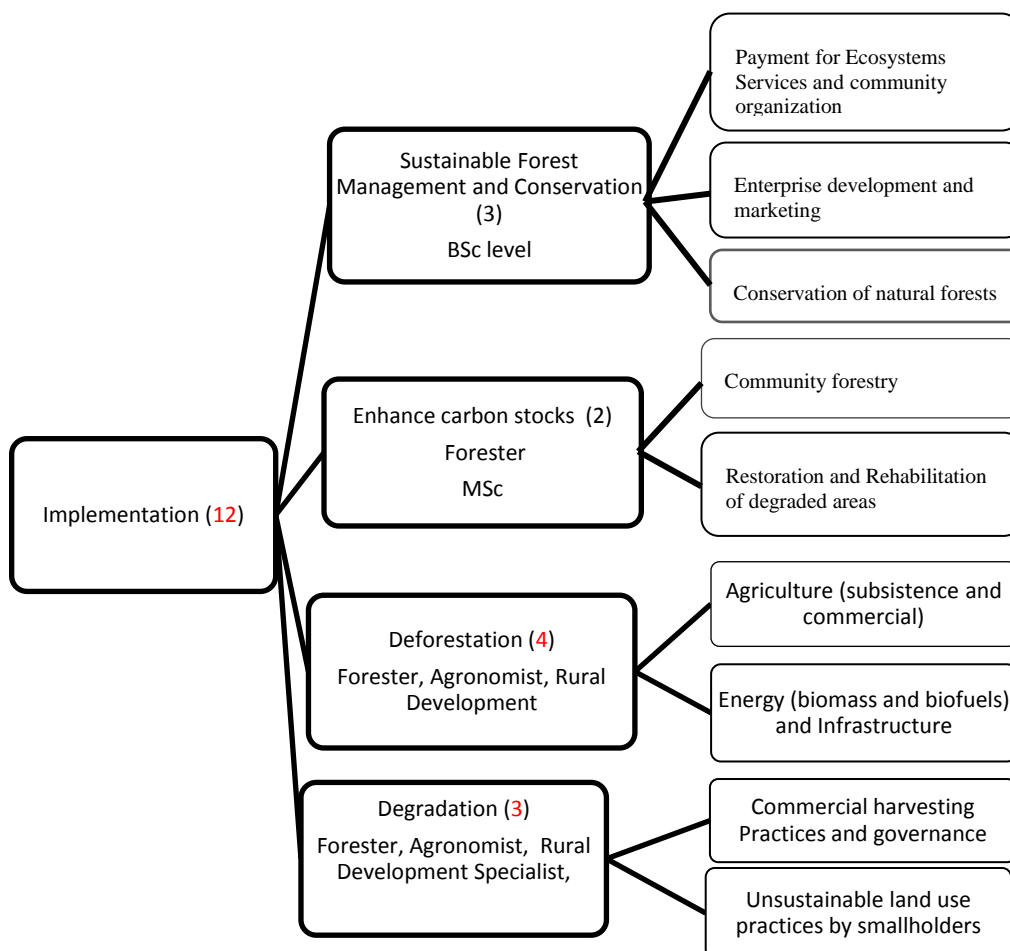 Implementation (12)
Sustainable Forest
Management and Conservation
(3)
BSc level
Payment for Ecosystems
Services and community
organization
Enterprise development and
marketing
Conservation of natural forests
Enhance carbon stocks (2)
Forester
MSc
Community forestry
Restoration and Rehabilitation
of degraded areas
Deforestation (4)
Forester, Agronomist, Rural
Development
Agriculture (subsistence and
commercial)
Energy (biomass and biofuels)
and Infrastructure
Degradation (3)
Forester, Agronomist, Rural
Development Specialist,
Commercial harvesting
Practices and governance
Unsustainable land use
practices by smallholders